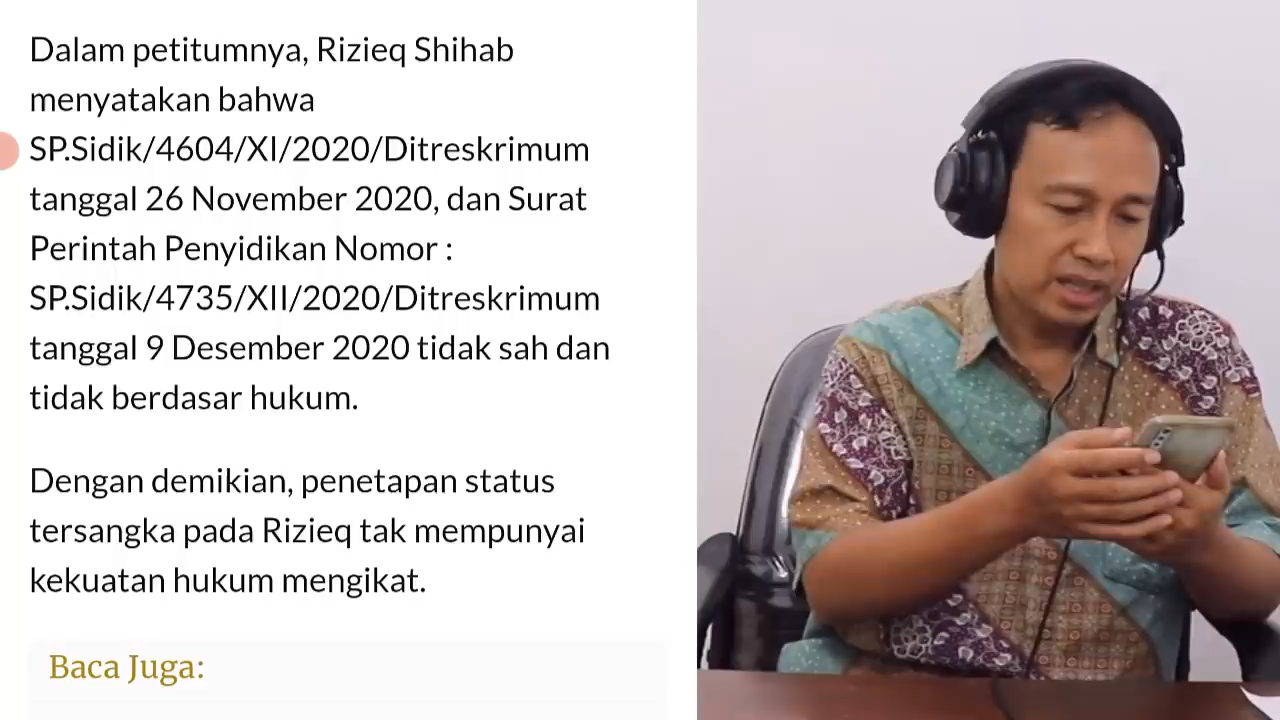 Dalam petitumnya, Rizieq Shihab
menyatakan bahwa
SP.Sidik/4604/XI/2020/Ditreskrimum
tanggal 26 November 2020, dan Surat
Perintah Penyidikan Nomor :
SP.Sidik/4735/XII/2020/Ditreskrimum
tanggal 9 Desember 2020 tidak sah dan
tidak berdasar hukum.
Dengan demikian, penetapan status
tersangka pada Rizieq tak mempunyai
kekuatan hukum mengikat.
Baca Juga: